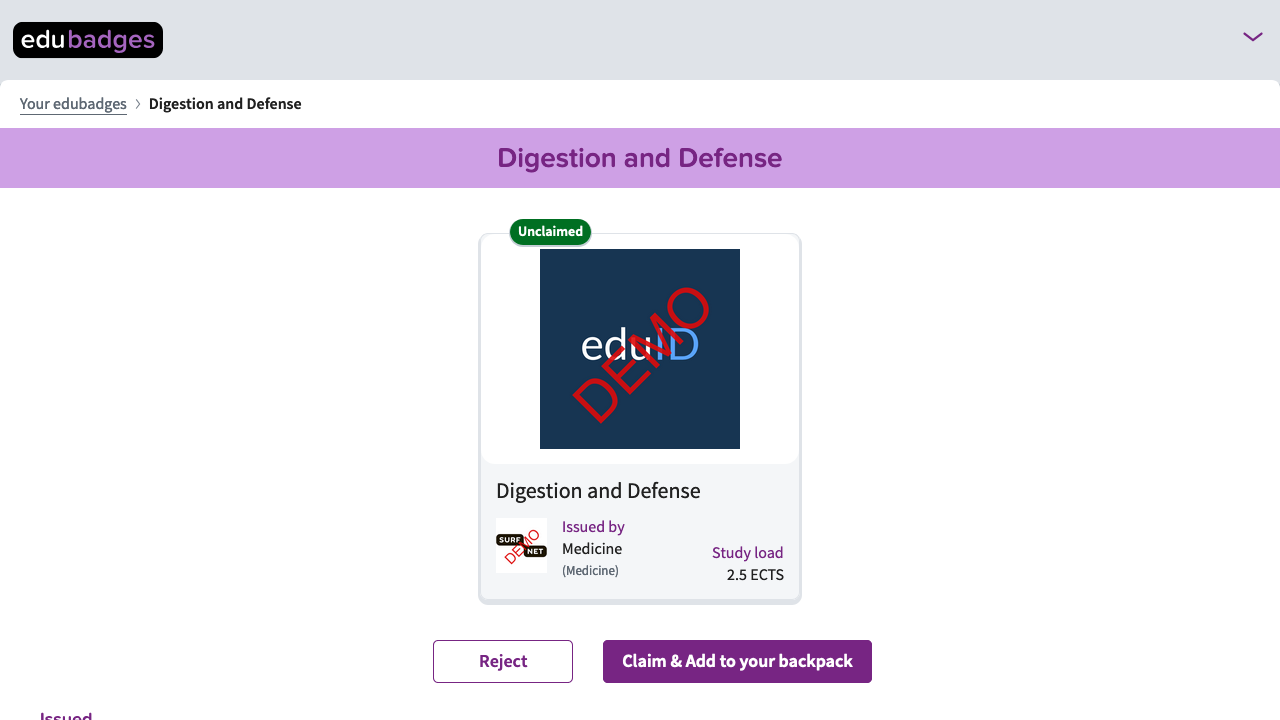 edubadges
Your edubadges > Digestion and Defense
Digestion and Defense
Unclaimed
eduID
DEMO
Digestion and Defense
SURF
NET
DEMO
Issued by
Medicine
(Medicine)
Study load
2.5 ECTS
Reject
Claim & Add to your backpack
Issued